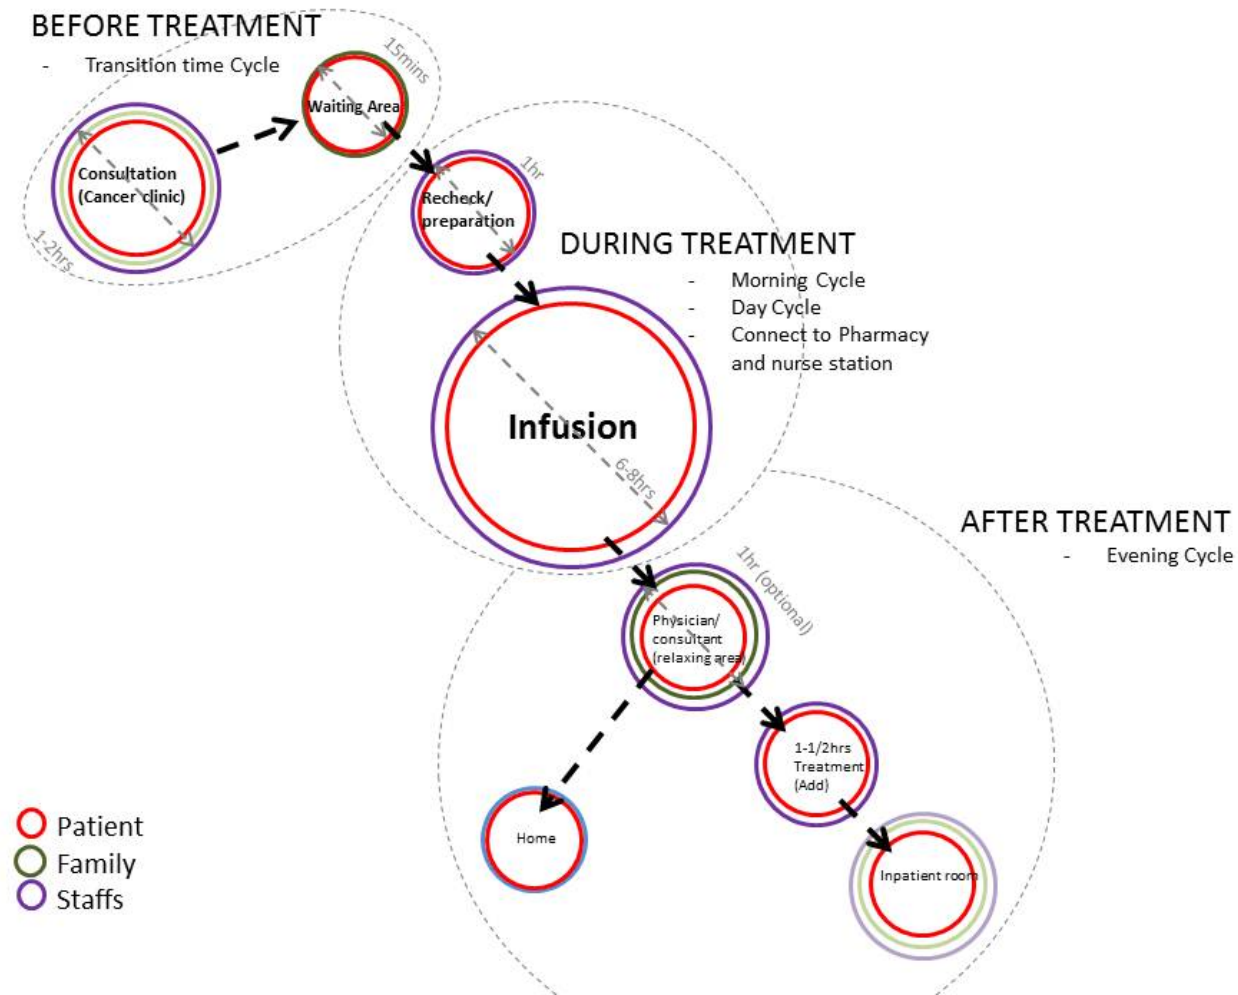 BEFORE TREATMENT
- Transition time Cycle
15mins
Waiting Area
Consultation
(Cancer clinic)
1-2hrs
1hr
Recheck/
preparation
DURING TREATMENT
- Morning Cycle
- Day Cycle
- Connect to Pharmacy
and nurse station
Infusion
6-8hrs
AFTER TREATMENT
- Evening Cycle
1hr (optional)
Physician/
consultant
(relaxing area)
1-1/2hrs
Treatment
(Add)
Home
Inpatient room
Patient
Family
Staffs